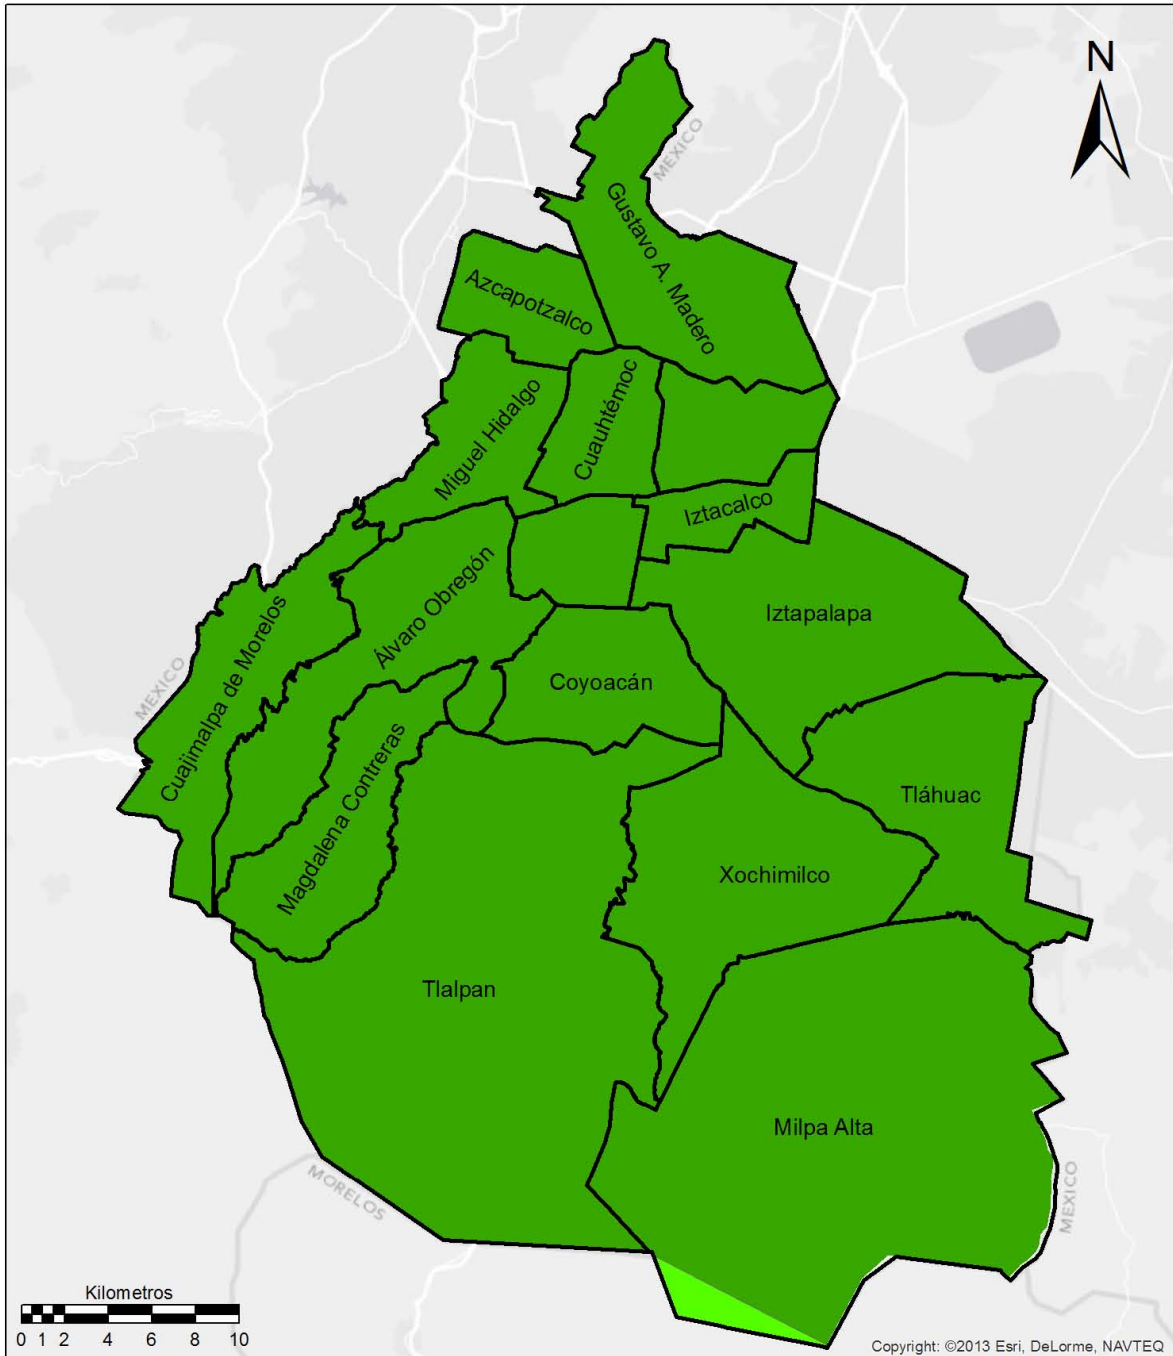 N
MEXICO
Gustavo A. Madero
Azcapotzalco
Miguel Hidalgo
Cuauhtémoc
Iztacalco
Álvaro Obregón
Iztapalapa
Cuajimalpa de Morelos
MEXICO
Coyoacán
Magdalena Contreras
Tláhuac
Xochimilco
Tlalpan
Milpa Alta
MORELOS
MEXICO
Kilometros
0 1 2 4 6 8 10
Copyright: ©2013 Esri, DeLorme, NAVTEQ